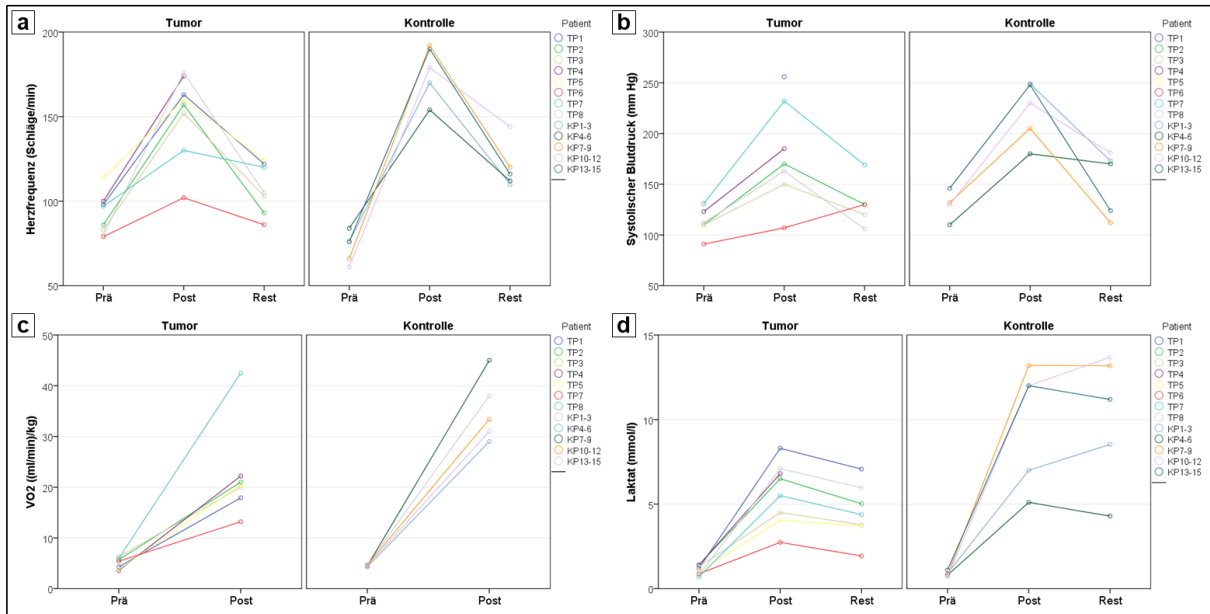 a
Tumor
Kontrolle
Herzfrequenz (Schläge/min)
200
150
100
50
Prä
Post
Rest
Prä
Post
Rest
Patient
TP1
TP2
TP3
TP4
TP5
TP6
TP7
TP8
KP1-3
KP4-6
KP7-9
KP10-12
KP13-15
b
Tumor
Kontrolle
Systolischer Blutdruck (mm Hg)
300
250
200
150
100
50
Prä
Post
Rest
Prä
Post
Rest
Patient
TP1
TP2
TP3
TP4
TP5
TP6
TP7
TP8
KP1-3
KP4-6
KP7-9
KP10-12
KP13-15
c
Tumor
Kontrolle
VO2 ((ml/min)/kg)
50
40
30
20
10
0
Prä
Post
Prä
Post
Patient
TP1
TP2
TP3
TP4
TP5
TP7
TP8
KP1-3
KP4-6
KP7-9
KP10-12
KP13-15
d
Tumor
Kontrolle
Laktat (mmol/l)
15
10
5
0
Prä
Post
Rest
Prä
Post
Rest
Patient
TP1
TP2
TP3
TP4
TP5
TP6
TP7
TP8
KP1-3
KP4-6
KP7-9
KP10-12
KP13-15